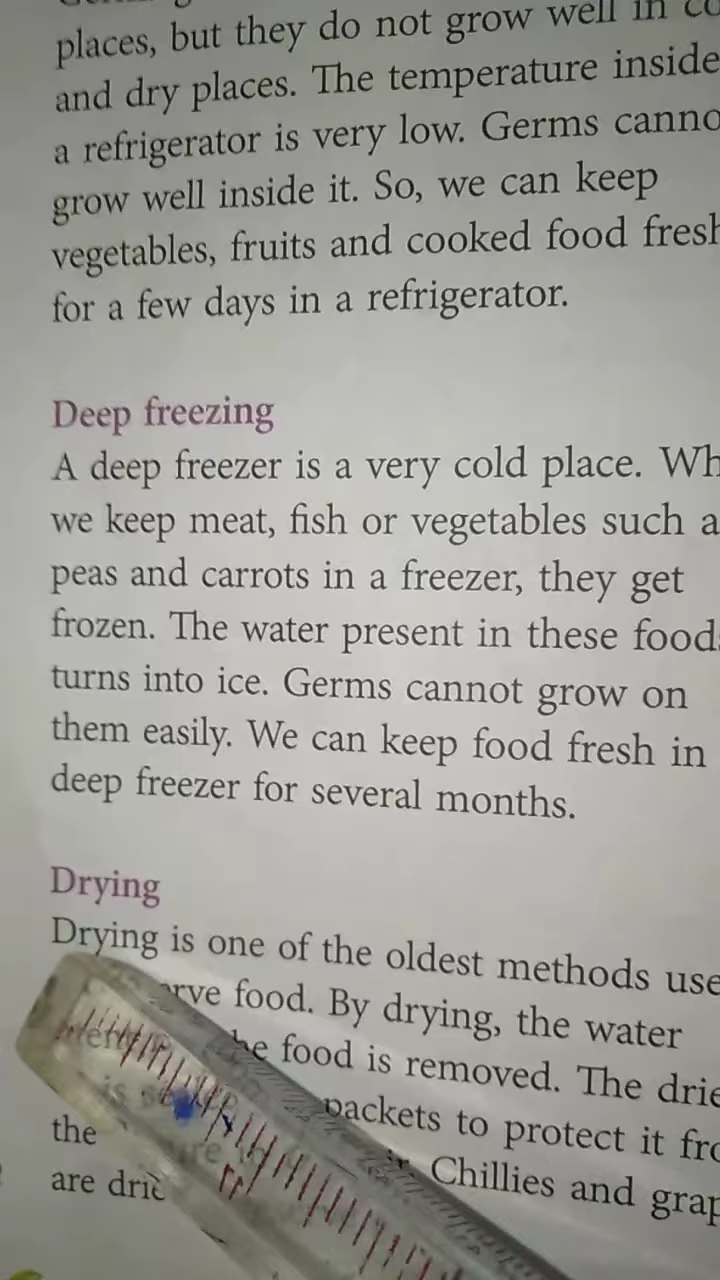 places, but they do not grow well in co
and dry places. The temperature inside
a refrigerator is very low. Germs canno
grow well inside it. So, we can keep
vegetables, fruits and cooked food fresh
for a few days in a refrigerator.
Deep freezing
A deep freezer is a very cold place. Wh
we keep meat, fish or vegetables such a
peas and carrots in a freezer, they get
frozen. The water present in these foods
turns into ice. Germs cannot grow on
them easily. We can keep food fresh in
deep freezer for several months.
Drying
Drying is one of the oldest methods use
rve food. By drying, the water
he food is removed. The drie
is packets to protect it fro
the Chillies and grap
are drie